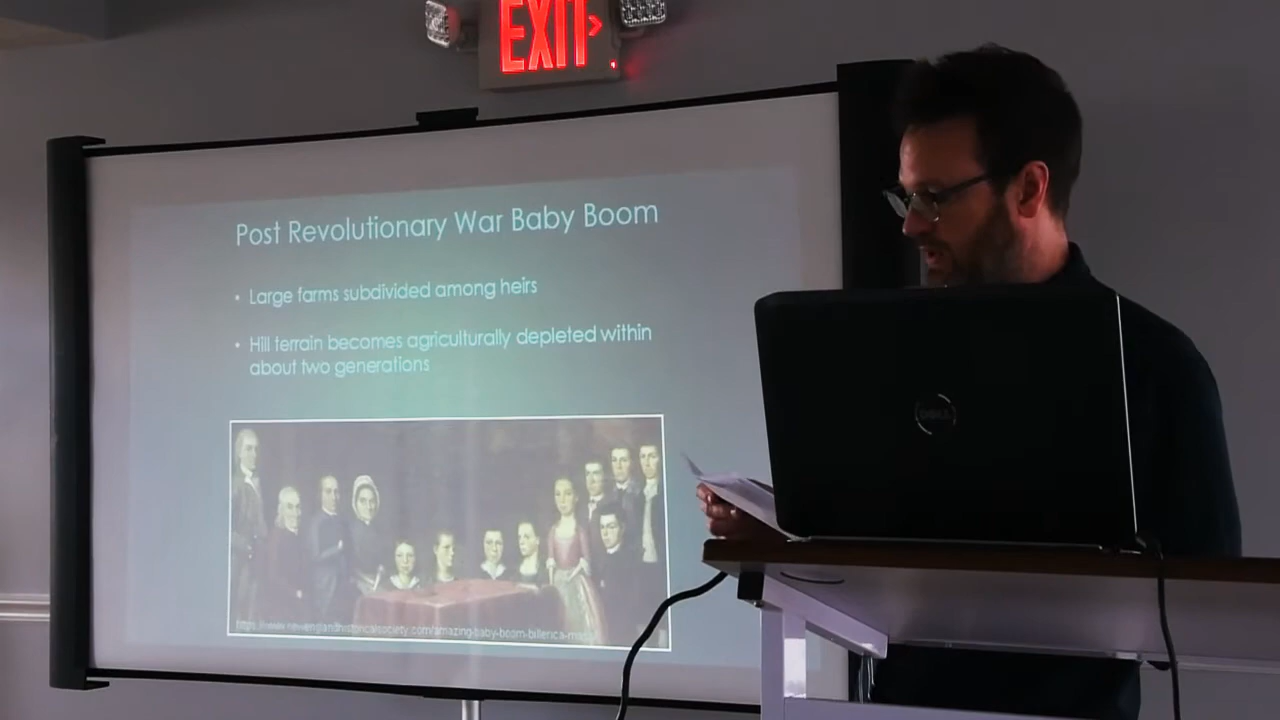 EXIT
Post Revolutionary War Baby Boom
• Large farms subdivided among heirs
• Hill terrain becomes agriculturally depleted within
about two generations
DELL